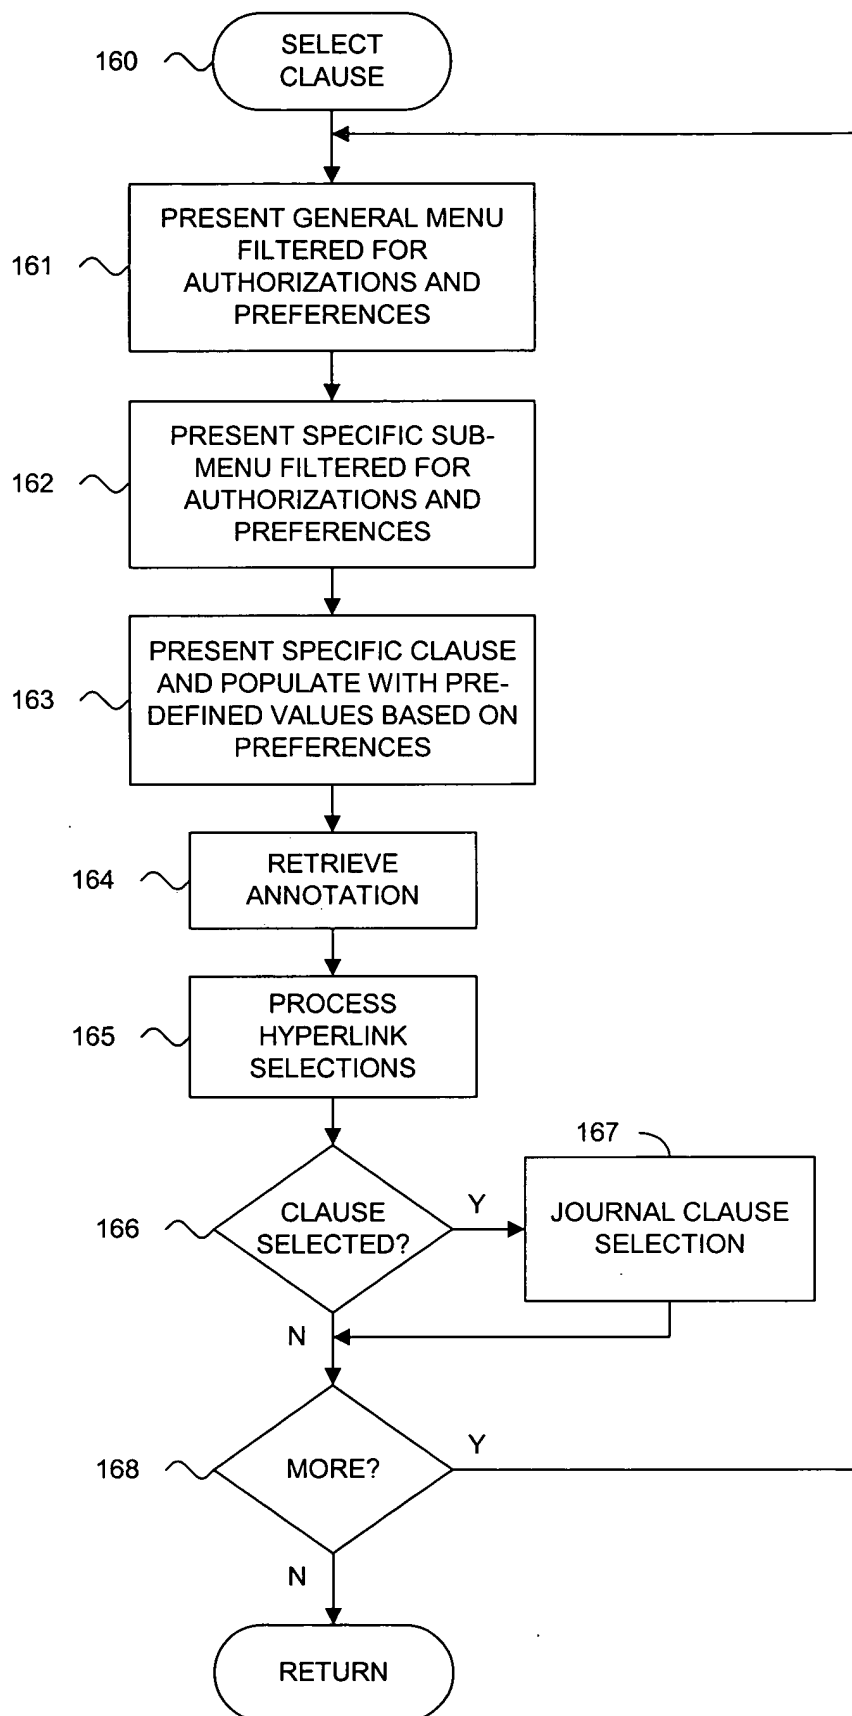 160
SELECT
CLAUSE
161
PRESENT GENERAL MENU
FILTERED FOR
AUTHORIZATIONS AND
PREFERENCES
162
PRESENT SPECIFIC SUB-
MENU FILTERED FOR
AUTHORIZATIONS AND
PREFERENCES
163
PRESENT SPECIFIC CLAUSE
AND POPULATE WITH PRE-
DEFINED VALUES BASED ON
PREFERENCES
164
RETRIEVE
ANNOTATION
165
PROCESS
HYPERLINK
SELECTIONS
166
CLAUSE
SELECTED?
Y
167
JOURNAL CLAUSE
SELECTION
N
168
MORE?
Y
N
RETURN